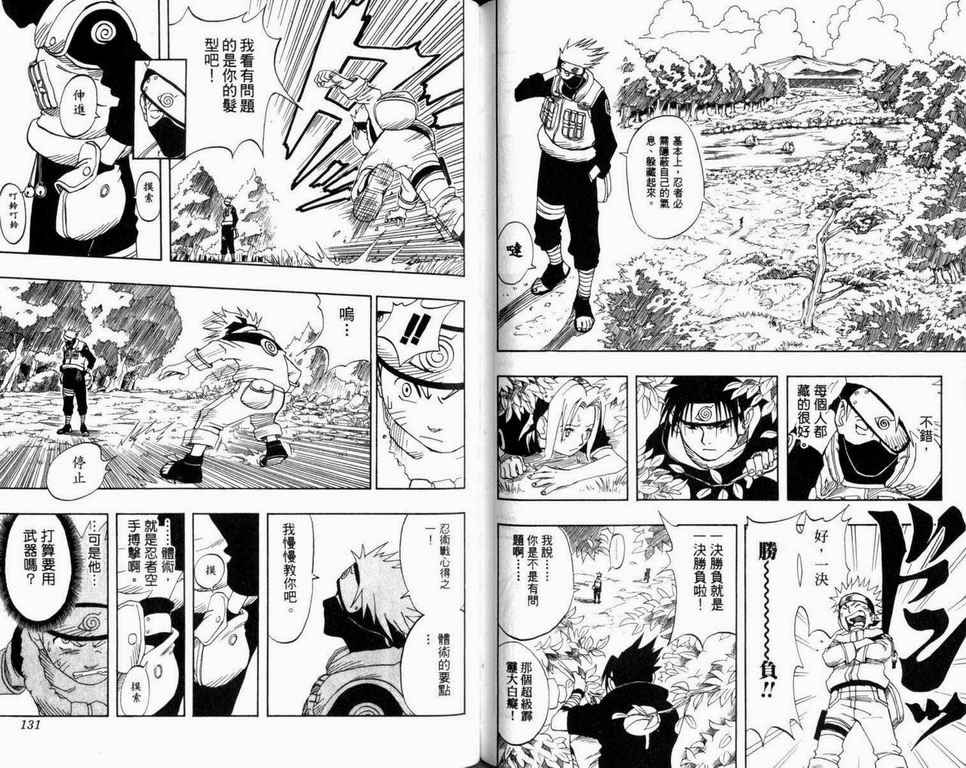 基本上，忍者必
需隱蔽自己的氣
息、躲藏起來。
噠
不錯，
每個人都
藏的很好。
好，一決
勝～～負!!
一決勝負就是
一決勝負啦！
我說……
你是不是有問
題啊……
那個超級霹
靂大白癡！
我看有問題
的是你的髮
型吧！
伸進
摸索
叮鈴叮鈴
!!
嗚…
停止
忍術戰心得之
一！
…
體術的要點
我慢慢教你吧。
摸
……體術，
就是忍者空
手搏擊啊。
摸索
…可是他…
打算要用
武器嗎？
131